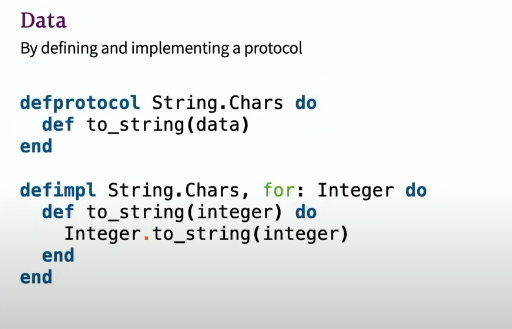 Data
By defining and implementing a protocol
defprotocol String.Chars do
  def to_string(data)
end
defimpl String.Chars, for: Integer do
  def to_string(integer) do
    Integer.to_string(integer)
  end
end